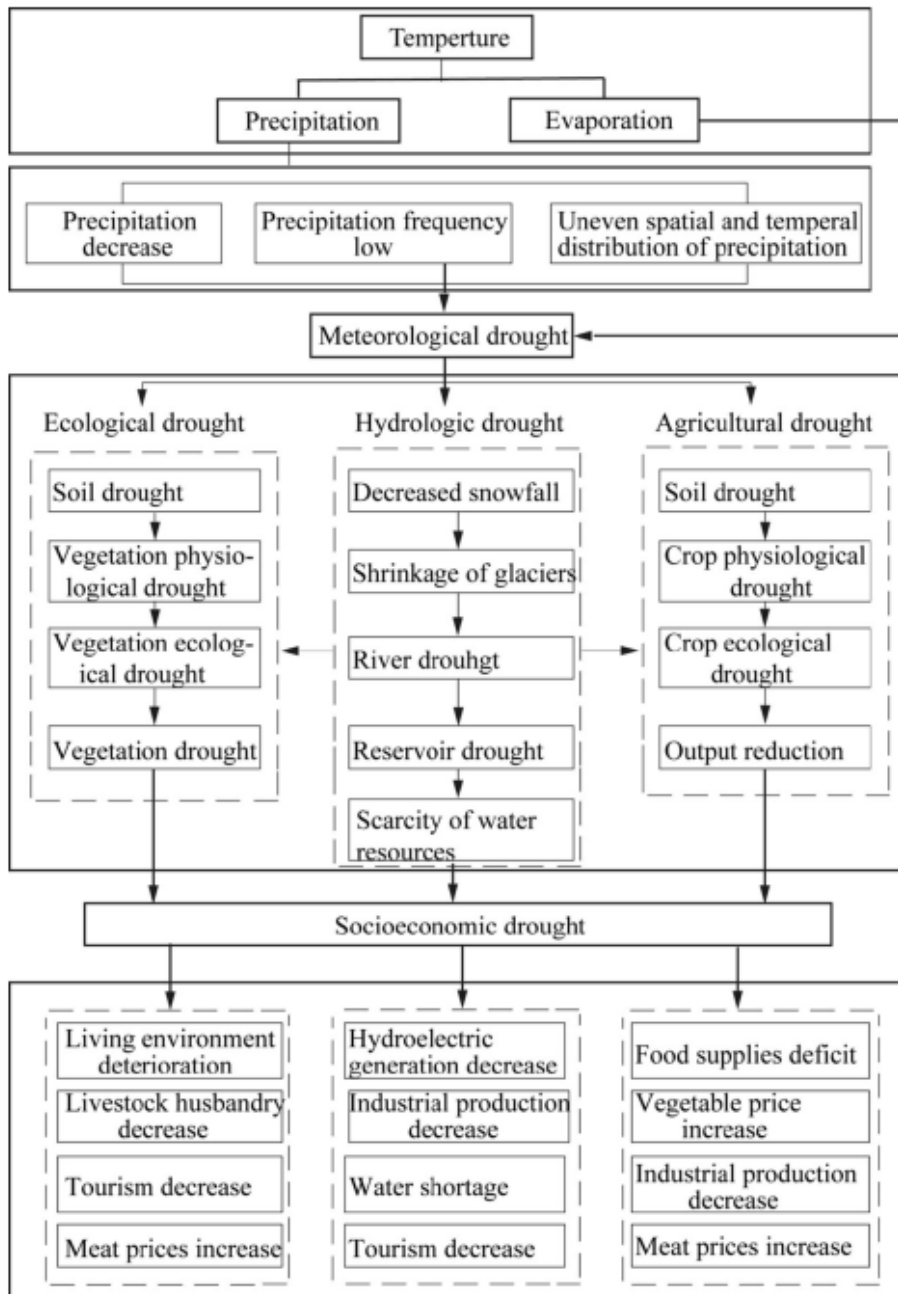 Temperture
Precipitation
Evaporation
Precipitation
decrease
Precipitation frequency
low
Uneven spatial and temperal
distribution of precipitation
Meteorological drought
Ecological drought
Hydrologic drought
Agricultural drought
Soil drought
Vegetation physio-
logical drought
Vegetation ecolog-
ical drought
Vegetation drought
Decreased snowfall
Shrinkage of glaciers
River drouhgt
Reservoir drought
Scarcity of water
resources
Soil drought
Crop physiological
drought
Crop ecological
drought
Output reduction
Socioeconomic drought
Living environment
deterioration
Livestock husbandry
decrease
Tourism decrease
Meat prices increase
Hydroelectric
generation decrease
Industrial production
decrease
Water shortage
Tourism decrease
Food supplies deficit
Vegetable price
increase
Industrial production
decrease
Meat prices increase